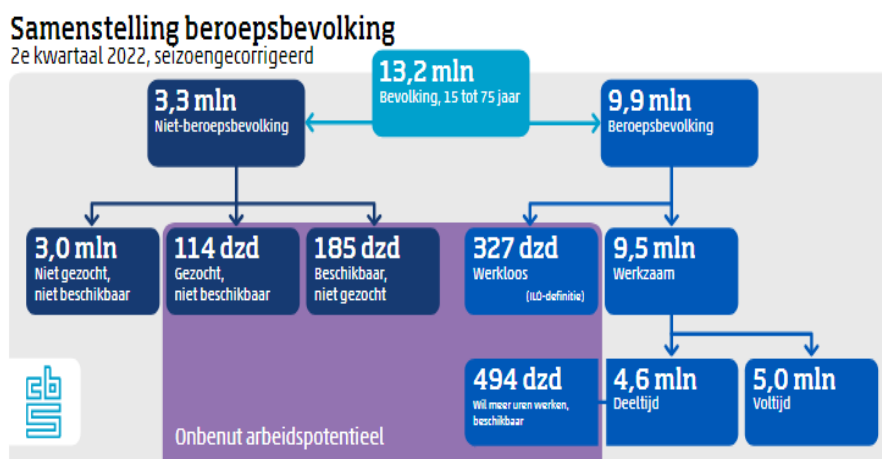 Samenstelling beroepsbevolking
2e kwartaal 2022, seizoengecorrigeerd
13,2 mln
Bevolking, 15 tot 75 jaar
3,3 mln
Niet-beroepsbevolking
9,9 mln
Beroepsbevolking
3,0 mln
Niet gezocht,
niet beschikbaar
114 dzd
Gezocht,
niet beschikbaar
185 dzd
Beschikbaar,
niet gezocht
327 dzd
Werkloos
(ILO-definitie)
9,5 mln
Werkzaam
494 dzd
Wil meer uren werken,
beschikbaar
4,6 mln
Deeltijd
5,0 mln
Voltijd
cbs
Onbenut arbeidspotentieel